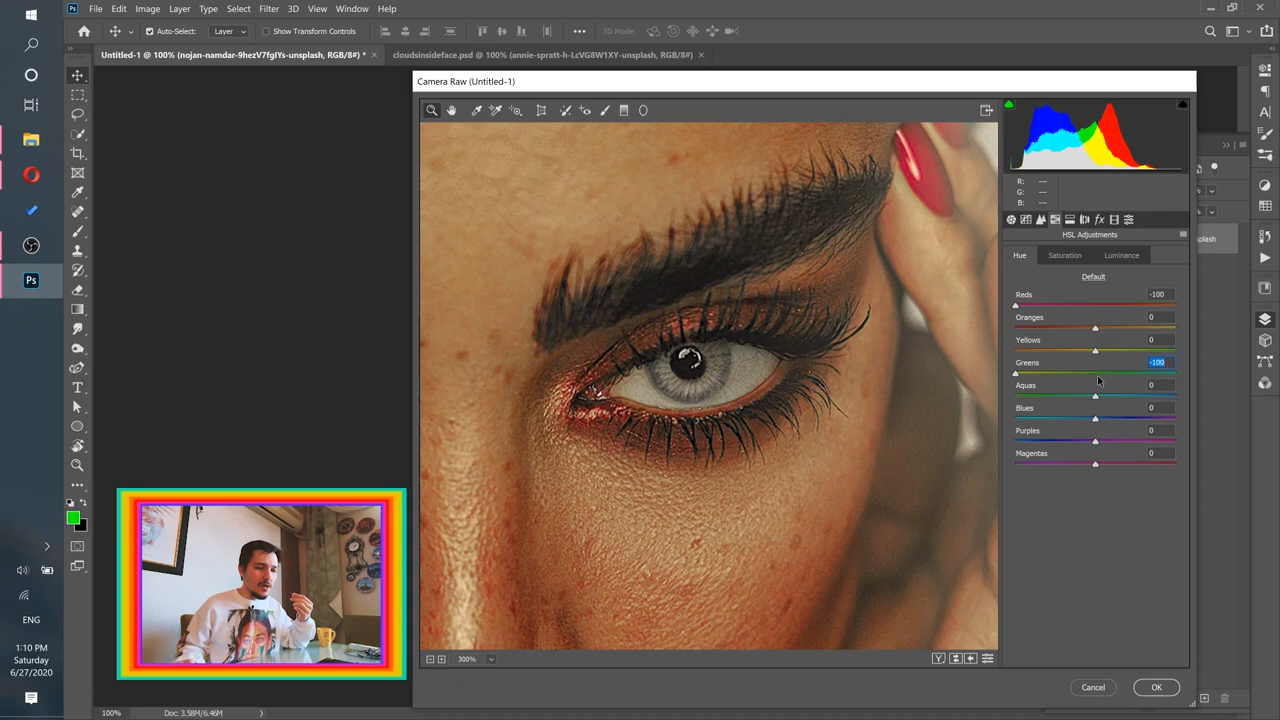 File Edit Image Layer Type Select Filter 3D View Window Help
Auto-Select: Layer Show Transform Controls 3D Mode:
Untitled-1 @ 100% (nojan-namdar-9hezV7fgIYs-unsplash, RGB/8#) *
cloudsinsideface.psd @ 100% (annie-spratt-h-LcVG8W1XY-unsplash, RGB/8#)
Camera Raw (Untitled-1)
R: ---
G: ---
B: ---
HSL Adjustments
Hue Saturation Luminance
Default
Reds -100
Oranges 0
Yellows 0
Greens -100
Aquas 0
Blues 0
Purples 0
Magentas 0
300%
Cancel OK
100% Doc: 3.58M/6.46M
Ps
fx
Y
ENG
1:10 PM
Saturday
6/27/2020